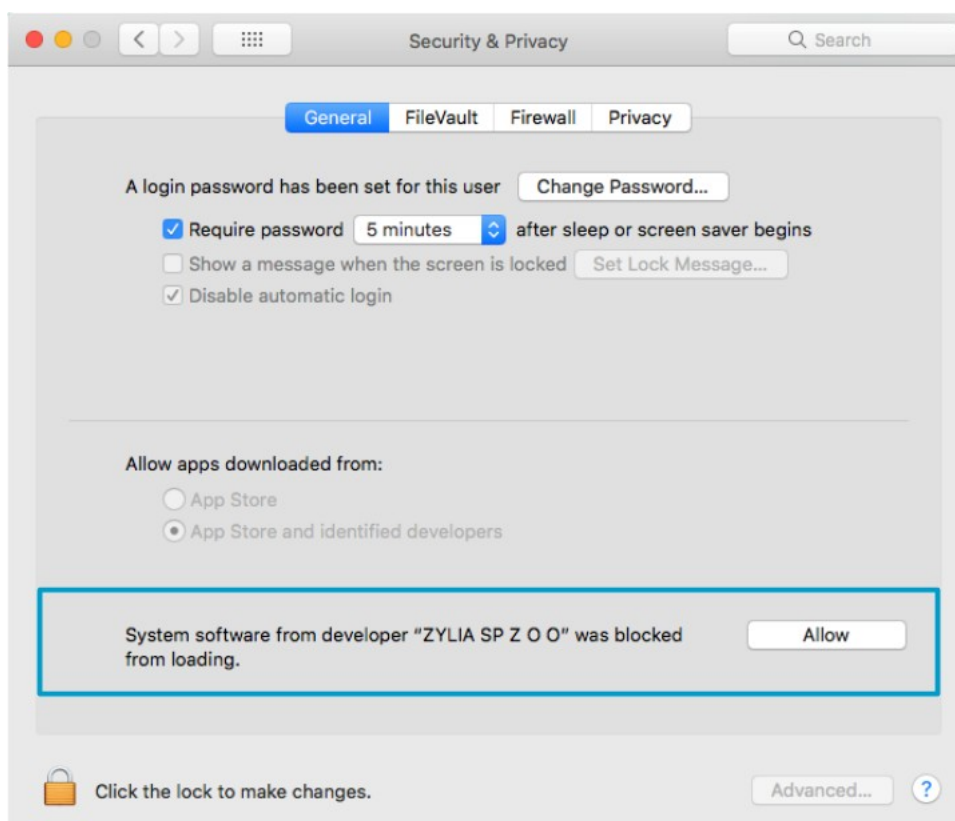 Security & Privacy
Search
General FileVault Firewall Privacy
A login password has been set for this user Change Password...
Require password 5 minutes after sleep or screen saver begins
Show a message when the screen is locked Set Lock Message...
Disable automatic login
Allow apps downloaded from:
App Store
App Store and identified developers
System software from developer “ZYLIA SP Z O O” was blocked
from loading.
Allow
Click the lock to make changes.
Advanced...
?